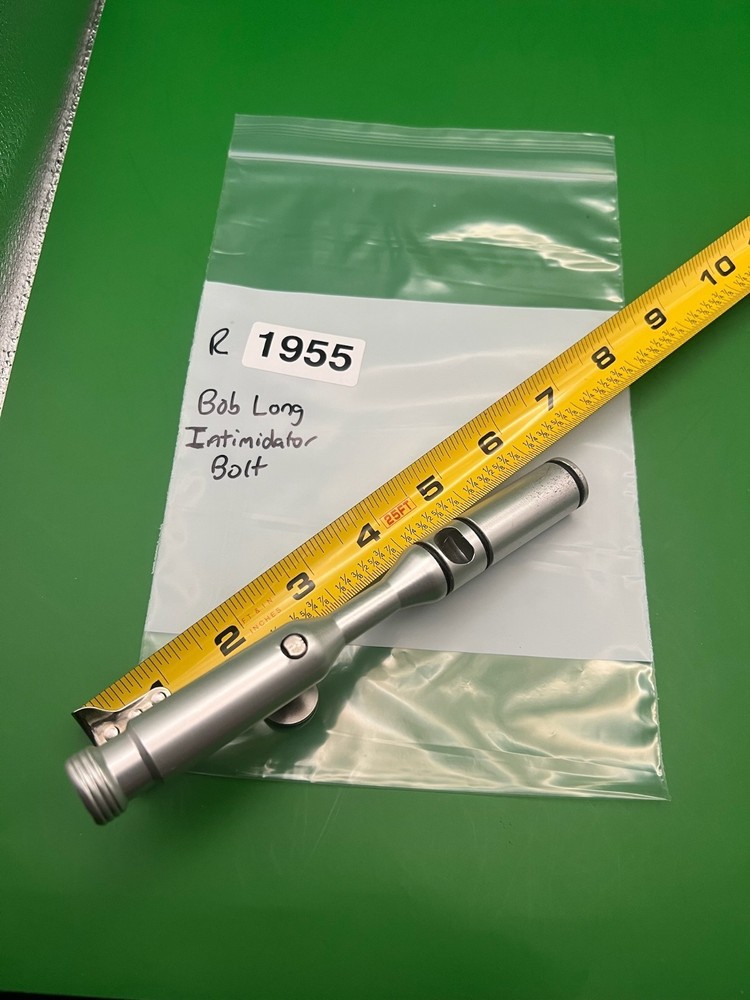 R 1955
Bob Long
Intimidator
Bolt
1 2 3 4 25FT 5 6 7 8 9 10
INCHES